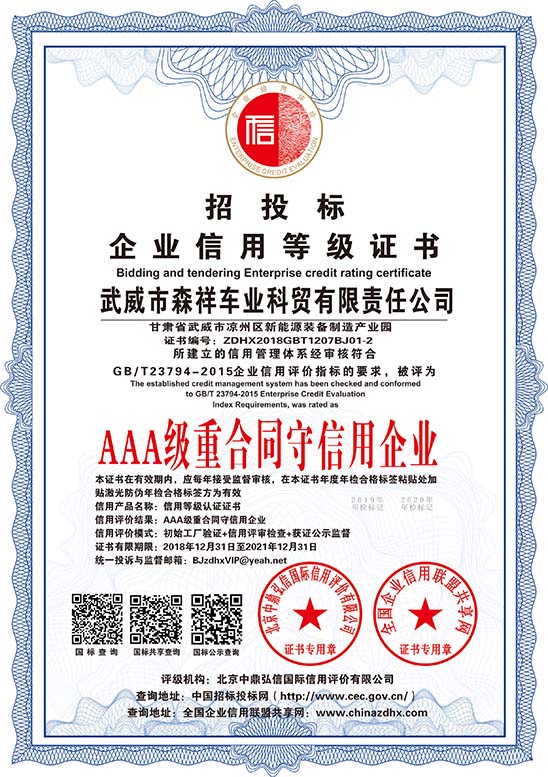 企业信用评价
信
ENTERPRISE CREDIT EVALUATION
招投标
企业信用等级证书
Bidding and tendering Enterprise credit rating certificate
武威市森祥车业科贸有限责任公司
甘肃省武威市凉州区新能源装备制造产业园
证书编号：ZDHX2018GBT1207BJ01-2
所建立的信用管理体系经审核符合
GB/T23794-2015企业信用评价指标的要求，被评为
The established credit management system has been checked and conformed
to GB/T 23794-2015 Enterprise Credit Evaluation
Index Requirements, was rated as
AAA级重合同守信用企业
本证书在有效期内，应每年接受监督审核，在本证书年度年检合格标签粘贴处加
贴激光防伪年检合格标签方为有效
2019年 2020年
年检标记 年检标记
信用产品名称：信用等级认证证书
信用评价结果：AAA级重合同守信用企业
信用评价模式：初始工厂验证+信用评审检查+获证公示监督
证书有限期限：2018年12月31日至2021年12月31日
统一投诉与监督邮箱：BJzdhxVIP@yeah.net
国标查询 国标共享查询 国标公示查询
北京中鼎弘信国际信用评价有限公司
证书专用章
全国企业信用联盟共享网
证书专用章
评级机构：北京中鼎弘信国际信用评价有限公司
查询地址：中国招标投标网（http://www.cec.gov.cn/）
查询地址：全国企业信用联盟共享网：www.chinazdhx.com